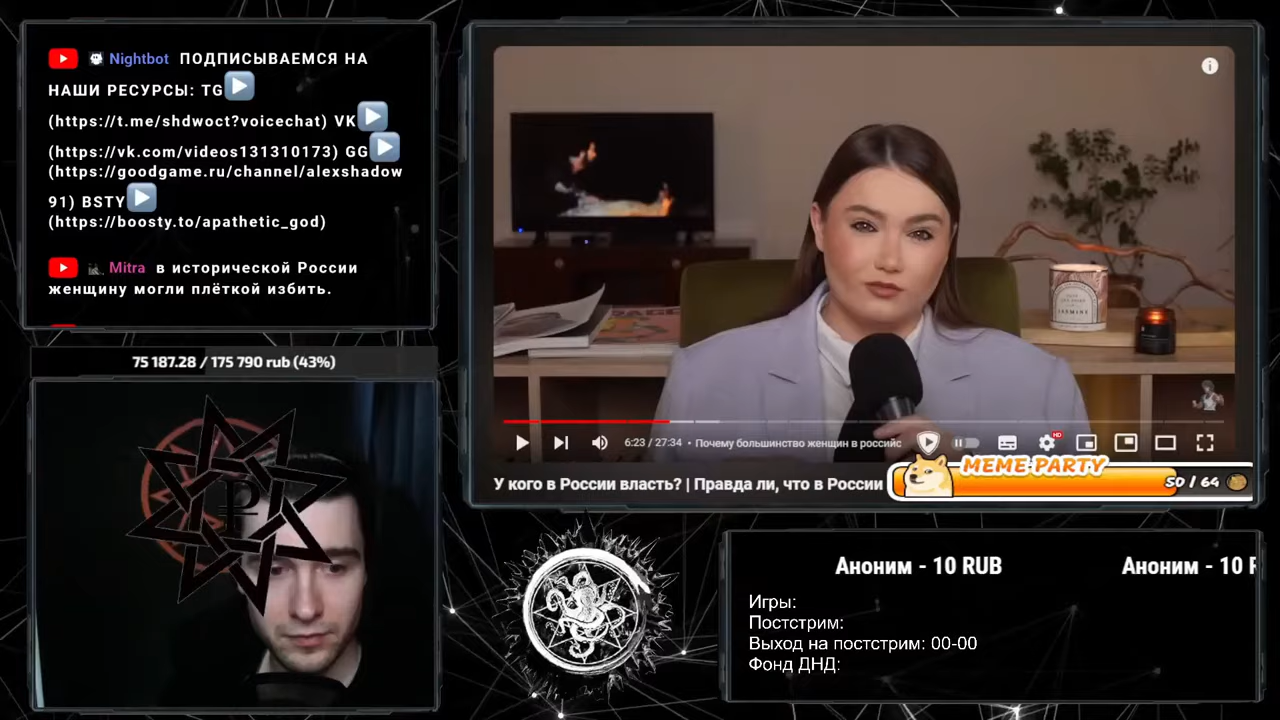 Nightbot ПОДПИСЫВАЕМСЯ НА
НАШИ РЕСУРСЫ: TG
(https://t.me/shdwoct?voicechat) VK
(https://vk.com/videos131310173) GG
(https://goodgame.ru/channel/alexshadow
91) BSTY
(https://boosty.to/apathetic_god)
Mitra в исторической России
женщину могли плёткой избить.
75 187.28 / 175 790 rub (43%)
JASMINE
6:23 / 27:34 • Почему большинство женщин в российс
HD
У кого в России власть? | Правда ли, что в России
MEME PARTY
50 / 64
Аноним - 10 RUB
Аноним - 10 R
Игры:
Постстрим:
Выход на постстрим: 00-00
Фонд ДНД: